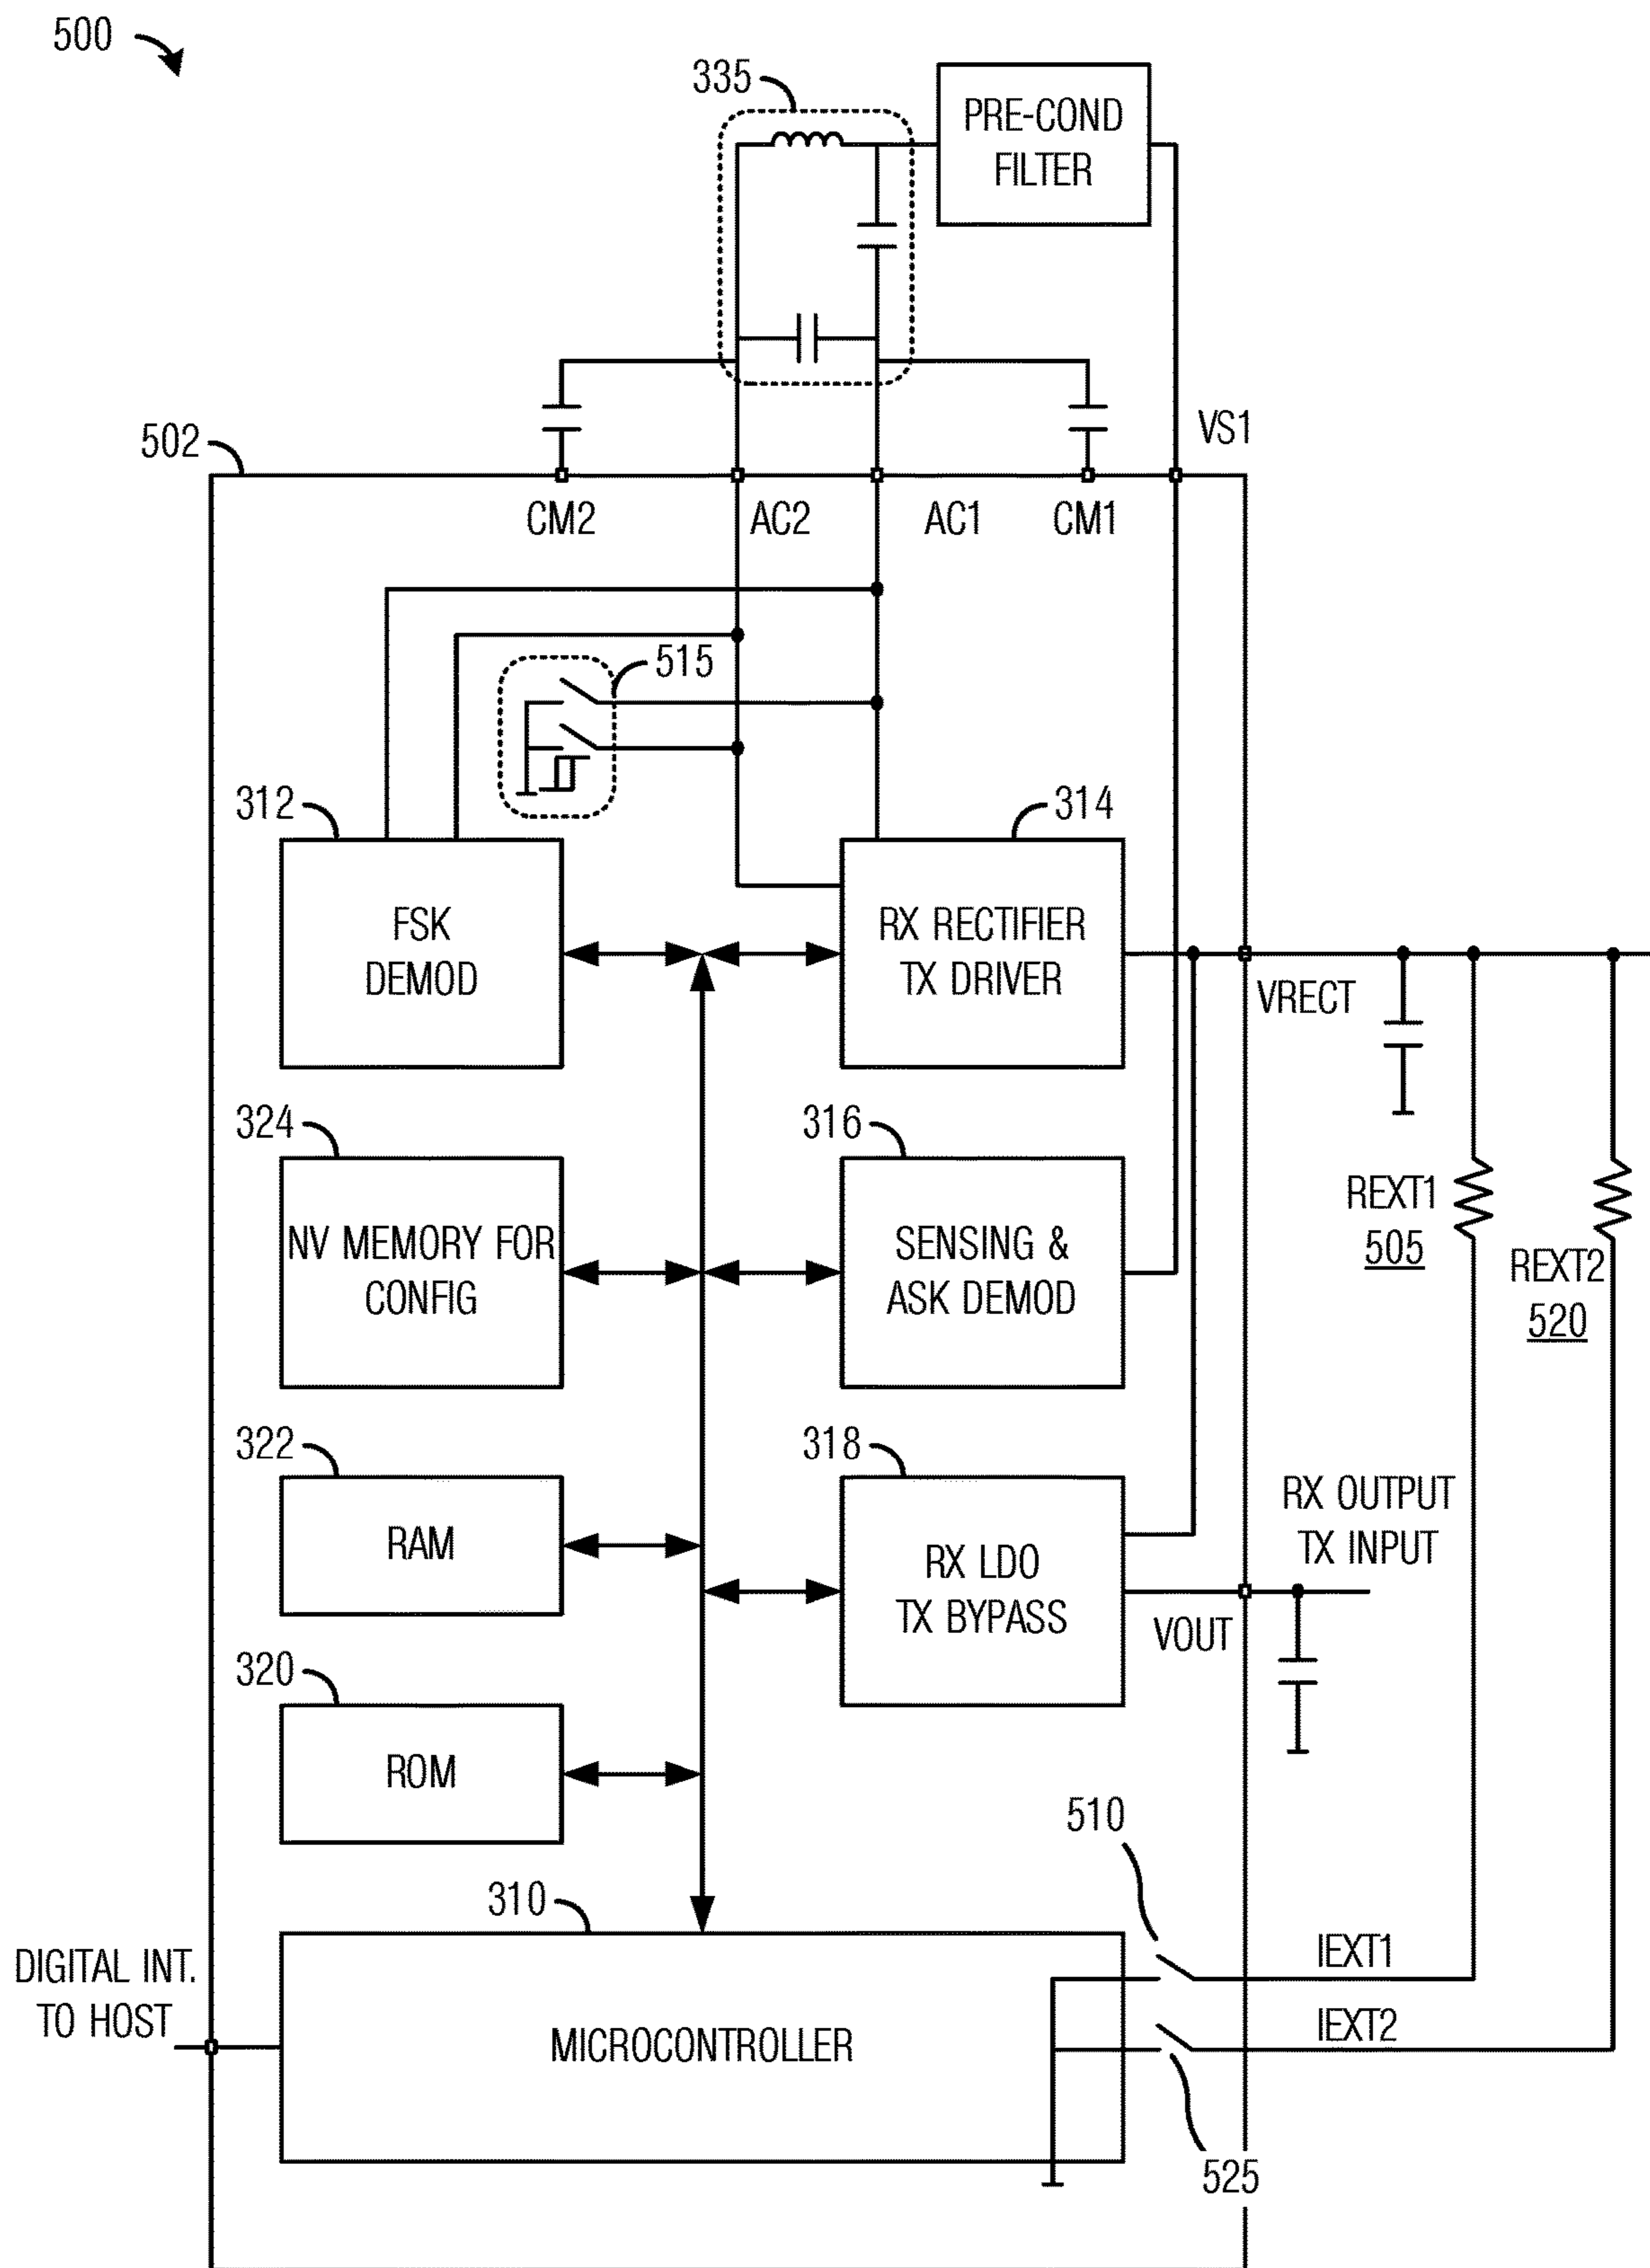 500
335
PRE-COND
FILTER
502
VS1
CM2
AC2
AC1
CM1
515
312
314
FSK
DEMOD
RX RECTIFIER
TX DRIVER
VRECT
324
316
NV MEMORY FOR
CONFIG
SENSING &
ASK DEMOD
REXT1
505
REXT2
520
322
318
RAM
RX LDO
TX BYPASS
RX OUTPUT
TX INPUT
VOUT
320
ROM
510
310
DIGITAL INT.
TO HOST
MICROCONTROLLER
IEXT1
IEXT2
525